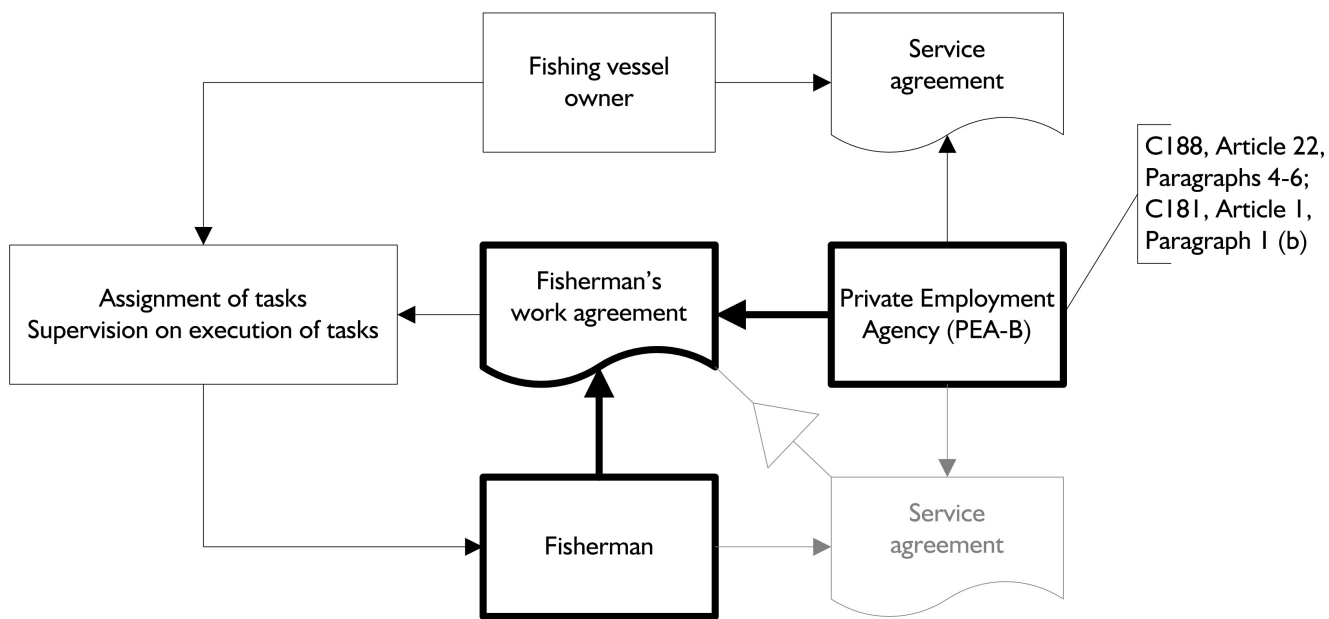 Fishing vessel
owner
Service
agreement
C188, Article 22,
Paragraphs 4-6;
C181, Article 1,
Paragraph 1 (b)
Assignment of tasks
Supervision on execution of tasks
Fisherman’s
work agreement
Private Employment
Agency (PEA-B)
Fisherman
Service
agreement